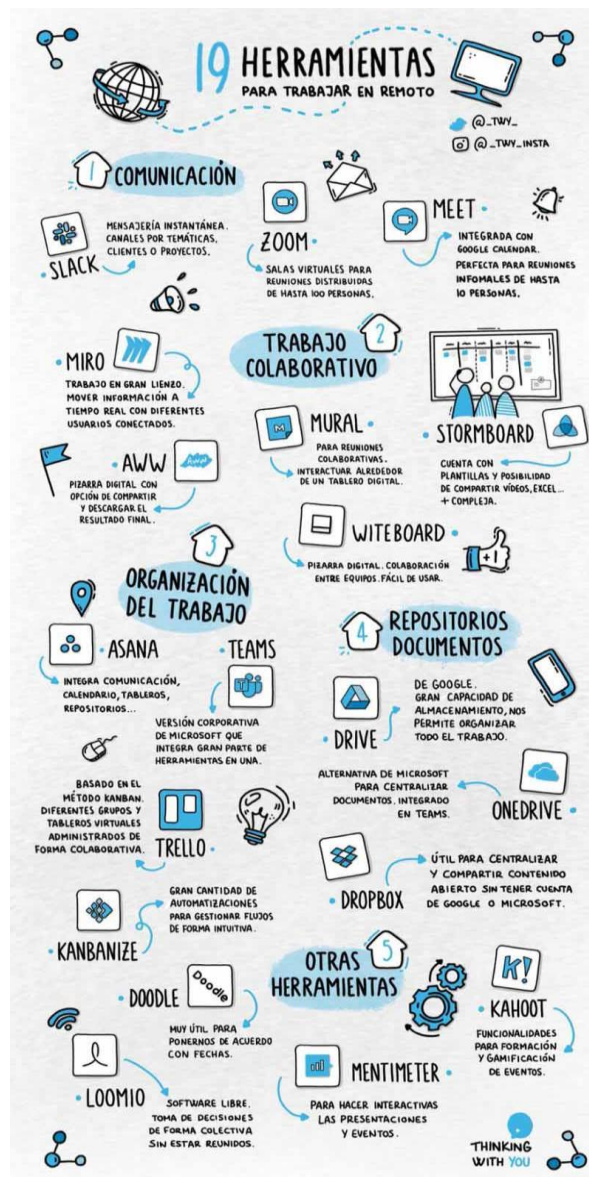 19 HERRAMIENTAS
PARA TRABAJAR EN REMOTO
@_TWY_
@_TWY_INSTA
1 COMUNICACIÓN
SLACK
MENSAJERÍA INSTANTÁNEA.
CANALES POR TEMÁTICAS,
CLIENTES O PROYECTOS.
ZOOM
SALAS VIRTUALES PARA
REUNIONES DISTRIBUIDAS
DE HASTA 100 PERSONAS.
MEET
INTEGRADA CON
GOOGLE CALENDAR.
PERFECTA PARA REUNIONES
INFOMALES DE HASTA
10 PERSONAS.
2
TRABAJO
COLABORATIVO
MIRO
TRABAJO EN GRAN LIENZO.
MOVER INFORMACIÓN A
TIEMPO REAL CON DIFERENTES
USUARIOS CONECTADOS.
M
MURAL
PARA REUNIONES
COLABORATIVAS.
INTERACTUAR ALREDEDOR
DE UN TABLERO DIGITAL.
STORMBOARD
CUENTA CON
PLANTILLAS Y POSIBILIDAD
DE COMPARTIR VÍDEOS, EXCEL...
+ COMPLEJA.
AWW
AWW
PIZARRA DIGITAL CON
OPCIÓN DE COMPARTIR
Y DESCARGAR EL
RESULTADO FINAL.
WITEBOARD
PIZARRA DIGITAL. COLABORACIÓN
ENTRE EQUIPOS. FÁCIL DE USAR.
+1
3
ORGANIZACIÓN
DEL TRABAJO
ASANA
INTEGRA COMUNICACIÓN,
CALENDARIO, TABLEROS,
REPOSITORIOS...
TEAMS
VERSIÓN CORPORATIVA
DE MICROSOFT QUE
INTEGRA GRAN PARTE DE
HERRAMIENTAS EN UNA.
BASADO EN EL
MÉTODO KANBAN.
DIFERENTES GRUPOS Y
TABLEROS VIRTUALES
ADMINISTRADOS DE
FORMA COLABORATIVA.
TRELLO
KANBANIZE
GRAN CANTIDAD DE
AUTOMATIZACIONES
PARA GESTIONAR FLUJOS
DE FORMA INTUITIVA.
4 REPOSITORIOS
DOCUMENTOS
DRIVE
DE GOOGLE.
GRAN CAPACIDAD DE
ALMACENAMIENTO, NOS
PERMITE ORGANIZAR
TODO EL TRABAJO.
ALTERNATIVA DE MICROSOFT
PARA CENTRALIZAR
DOCUMENTOS. INTEGRADO
EN TEAMS.
ONEDRIVE
DROPBOX
ÚTIL PARA CENTRALIZAR
Y COMPARTIR CONTENIDO
ABIERTO SIN TENER CUENTA
DE GOOGLE O MICROSOFT.
5
OTRAS
HERRAMIENTAS
DOODLE
Doodle
MUY ÚTIL PARA
PONERNOS DE ACUERDO
CON FECHAS.
K!
KAHOOT
FUNCIONALIDADES
PARA FORMACIÓN
Y GAMIFICACIÓN
DE EVENTOS.
LOOMIO
SOFTWARE LIBRE.
TOMA DE DECISIONES
DE FORMA COLECTIVA
SIN ESTAR REUNIDOS.
MENTIMETER
PARA HACER INTERACTIVAS
LAS PRESENTACIONES
Y EVENTOS.
THINKING
WITH YOU